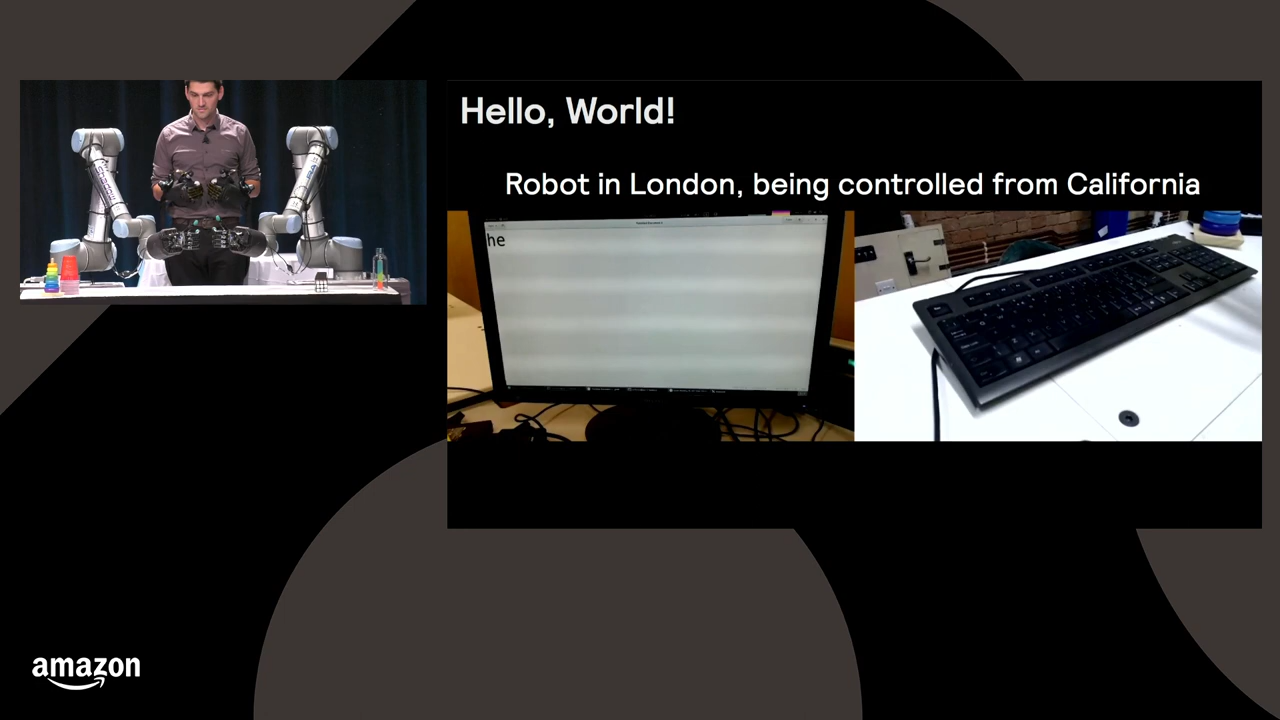 Hello, World!
Robot in London, being controlled from California
he
amazon